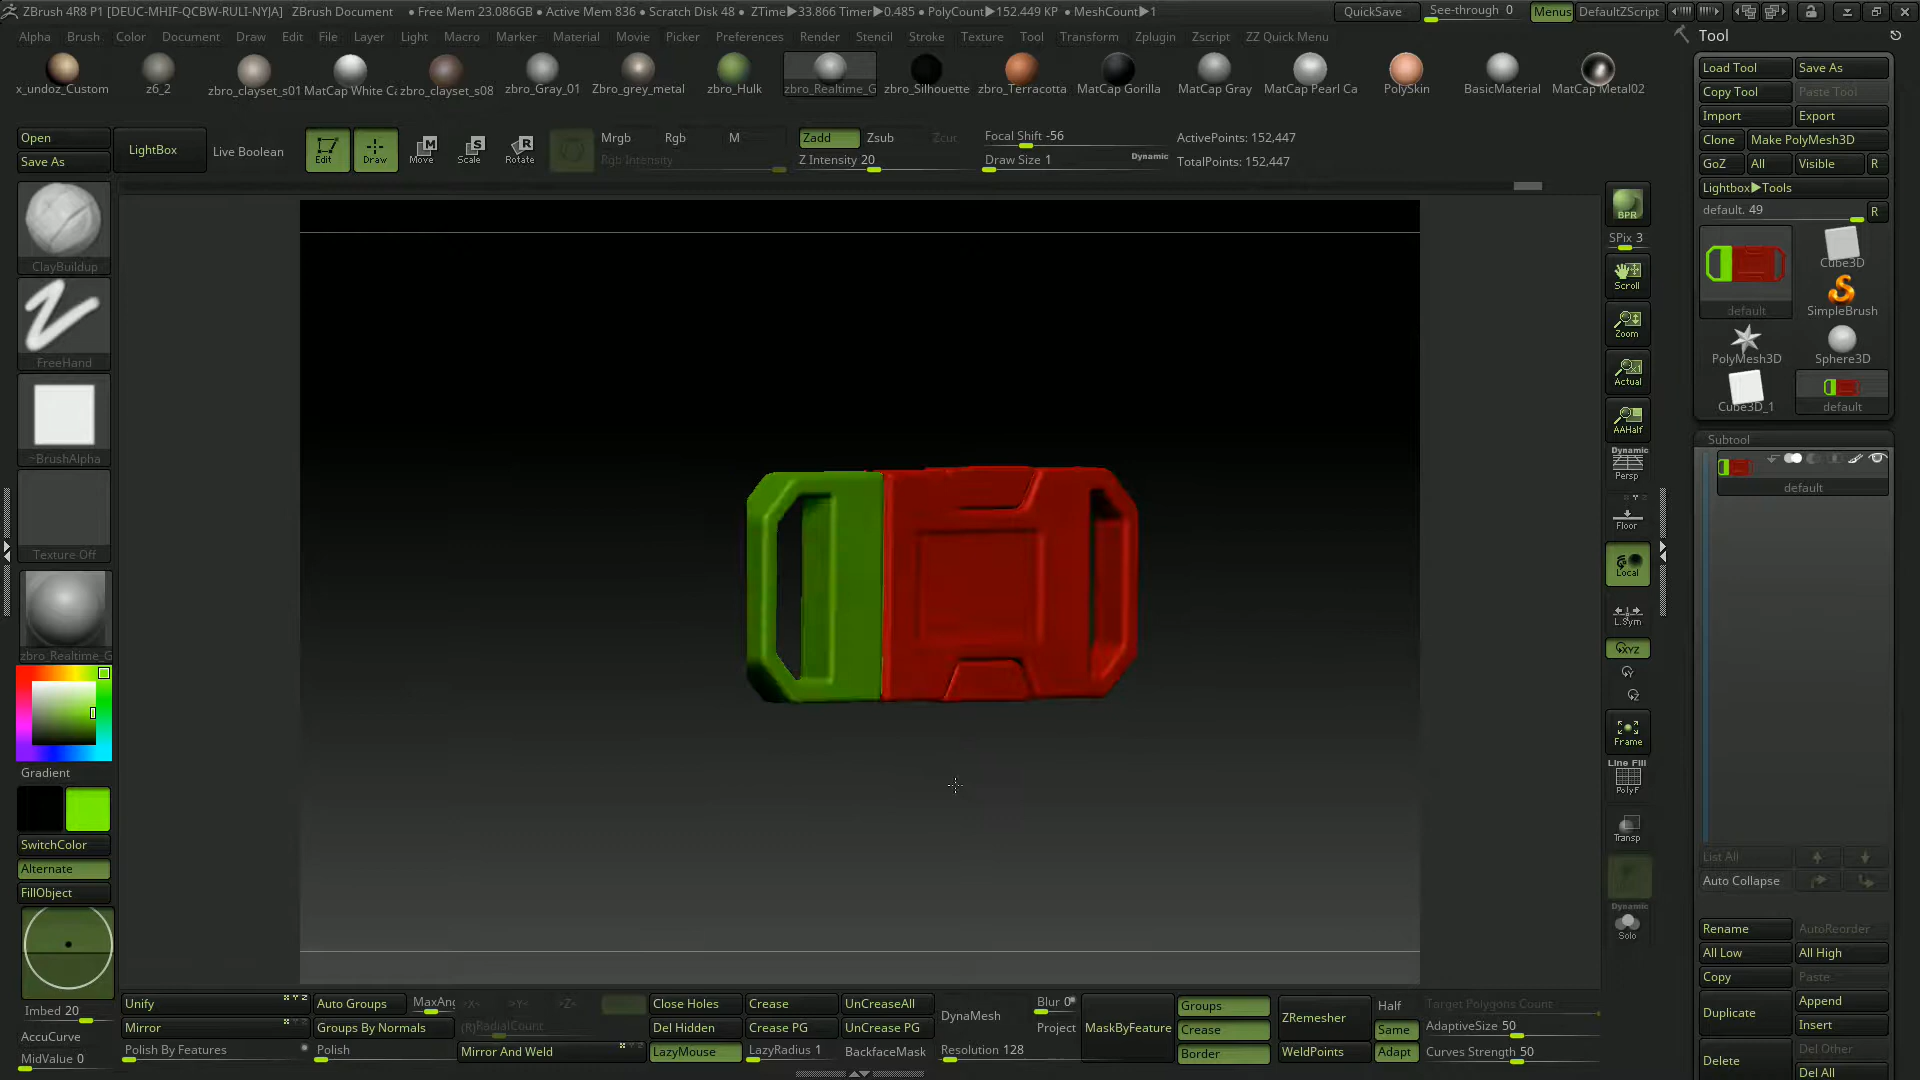 ZBrush 4R8 P1 [DEUC-MHIF-QCBW-RULI-NYJA] ZBrush Document ● Free Mem 23.086GB ● Active Mem 836 ● Scratch Disk 48 ● ZTime▶33.866 Timer▶0.485 ● PolyCount▶152.449 KP ● MeshCount▶1 QuickSave See-through 0 Menus DefaultZScript
Alpha Brush Color Document Draw Edit File Layer Light Macro Marker Material Movie Picker Preferences Render Stencil Stroke Texture Tool Transform Zplugin Zscript ZZ Quick Menu
x_undoz_Custom z6_2 zbro_clayset_s01 MatCap White Ca zbro_clayset_s08 zbro_Gray_01 Zbro_grey_metal zbro_Hulk zbro_Realtime_G zbro_Silhouette zbro_Terracotta MatCap Gorilla MatCap Gray MatCap Pearl Ca PolySkin BasicMaterial MatCap Metal02
Open
Save As
LightBox
Live Boolean
Edit Draw Move Scale Rotate
Mrgb Rgb M
Rgb Intensity
Zadd Zsub Zcut
Z Intensity 20
Focal Shift -56
Draw Size 1 Dynamic
ActivePoints: 152,447
TotalPoints: 152,447
ClayBuildup
FreeHand
~BrushAlpha
Texture Off
zbro_Realtime_G
Gradient
SwitchColor
Alternate
FillObject
Imbed 20
AccuCurve
MidValue 0
BPR
SPix 3
Scroll
Zoom
Actual
AAHalf
Dynamic
Persp
Floor
Local
L.Sym
XYZ
Frame
Line Fill
PolyF
Transp
Dynamic
Solo
Tool
Load Tool Save As
Copy Tool Paste Tool
Import Export
Clone Make PolyMesh3D
GoZ All Visible R
Lightbox▶Tools
default. 49 R
default Cube3D
SimpleBrush
PolyMesh3D Sphere3D
Cube3D_1 default
Subtool
default
List All
Auto Collapse
Rename AutoReorder
All Low All High
Copy Paste
Duplicate Append
Insert
Delete Del Other
Del All
Unify Auto Groups MaxAng >X< >Y< >Z< Close Holes Crease UnCreaseAll
Mirror Groups By Normals (R) RadialCount Del Hidden Crease PG UnCrease PG
Polish By Features Polish Mirror And Weld LazyMouse LazyRadius 1 BackfaceMask
DynaMesh Blur 0
Project
Resolution 128
MaskByFeature
Groups
Crease
Border
ZRemesher
WeldPoints
Half
Same
Adapt
Target Polygons Count
AdaptiveSize 50
Curves Strength 50